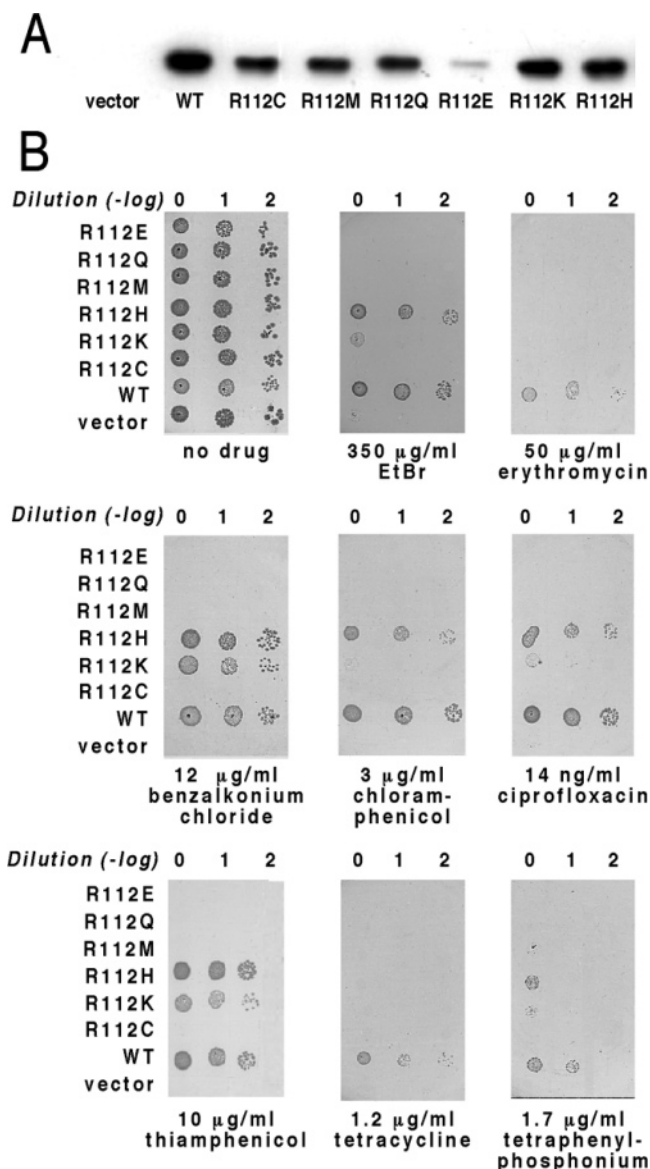 A
vector WT R112C R112M R112Q R112E R112K R112H
B
Dilution (-log) 0 1 2 0 1 2 0 1 2
R112E
R112Q
R112M
R112H
R112K
R112C
WT
vector
no drug 350 µg/ml 50 µg/ml
EtBr erythromycin
Dilution (-log) 0 1 2 0 1 2 0 1 2
R112E
R112Q
R112M
R112H
R112K
R112C
WT
vector
12 µg/ml 3 µg/ml 14 ng/ml
benzalkonium chloram- ciprofloxacin
chloride phenicol
Dilution (-log) 0 1 2 0 1 2 0 1 2
R112E
R112Q
R112M
R112H
R112K
R112C
WT
vector
10 µg/ml 1.2 µg/ml 1.7 µg/ml
thiamphenicol tetracycline tetraphenyl-
phosphonium